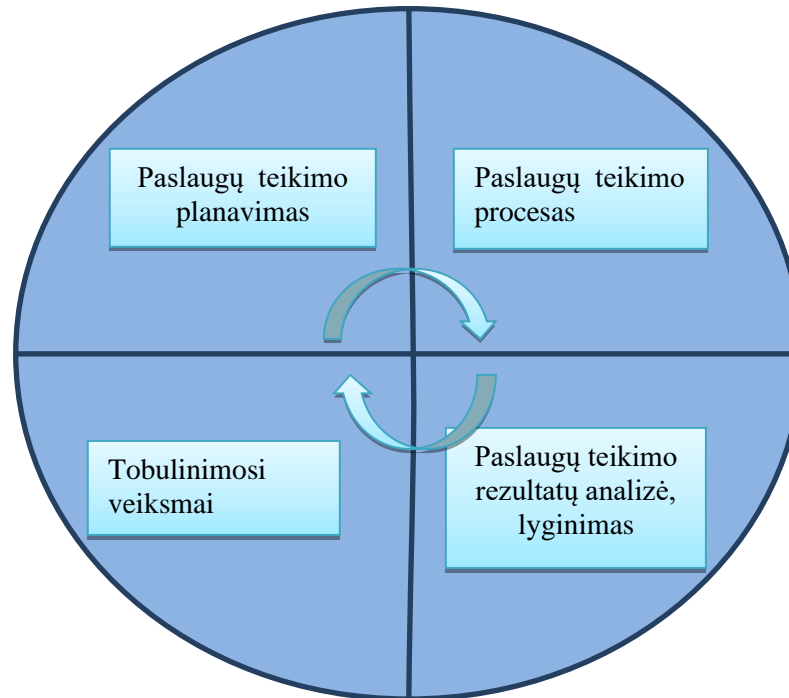 Paslaugų teikimo
planavimas
Paslaugų teikimo
procesas
Tobulinimosi
veiksmai
Paslaugų teikimo
rezultatų analizė,
lyginimas